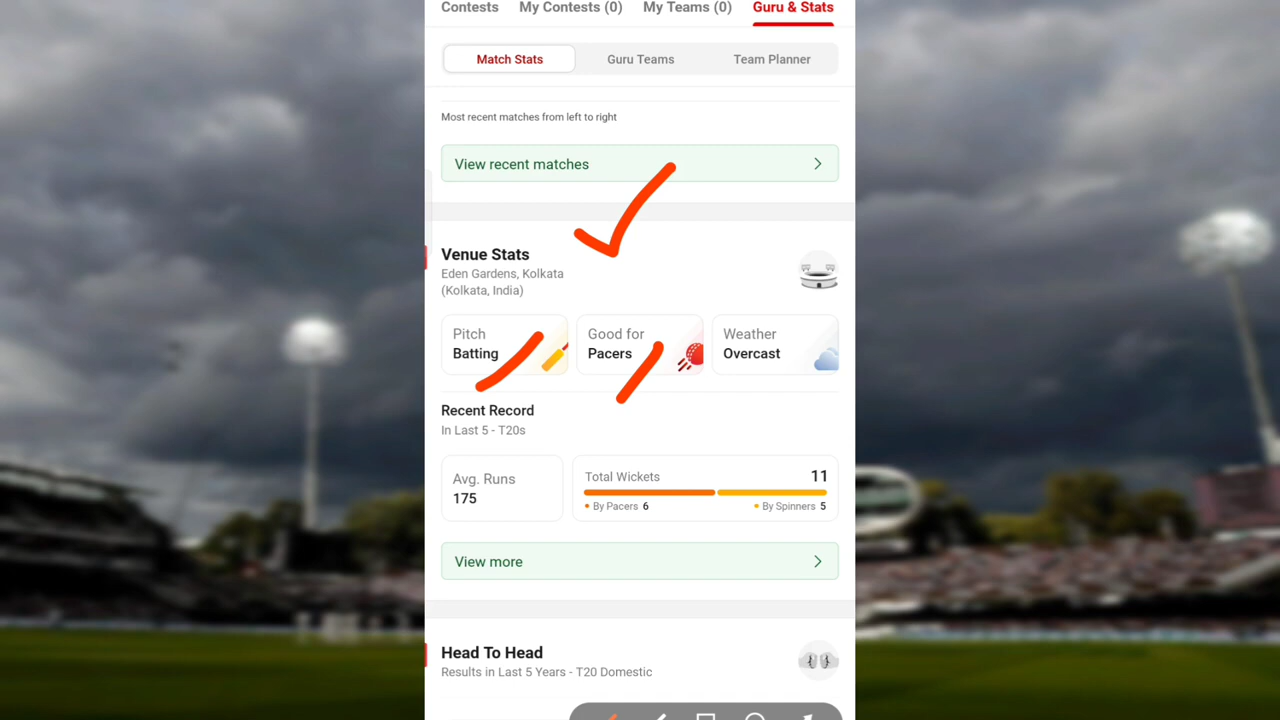 Contests My Contests (0) My Teams (0) Guru & Stats
Match Stats Guru Teams Team Planner
Most recent matches from left to right
View recent matches
Venue Stats
Eden Gardens, Kolkata
(Kolkata, India)
Pitch Good for Weather
Batting Pacers Overcast
Recent Record
In Last 5 - T20s
Avg. Runs
175
Total Wickets 11
By Pacers 6 By Spinners 5
View more
Head To Head
Results in Last 5 Years - T20 Domestic